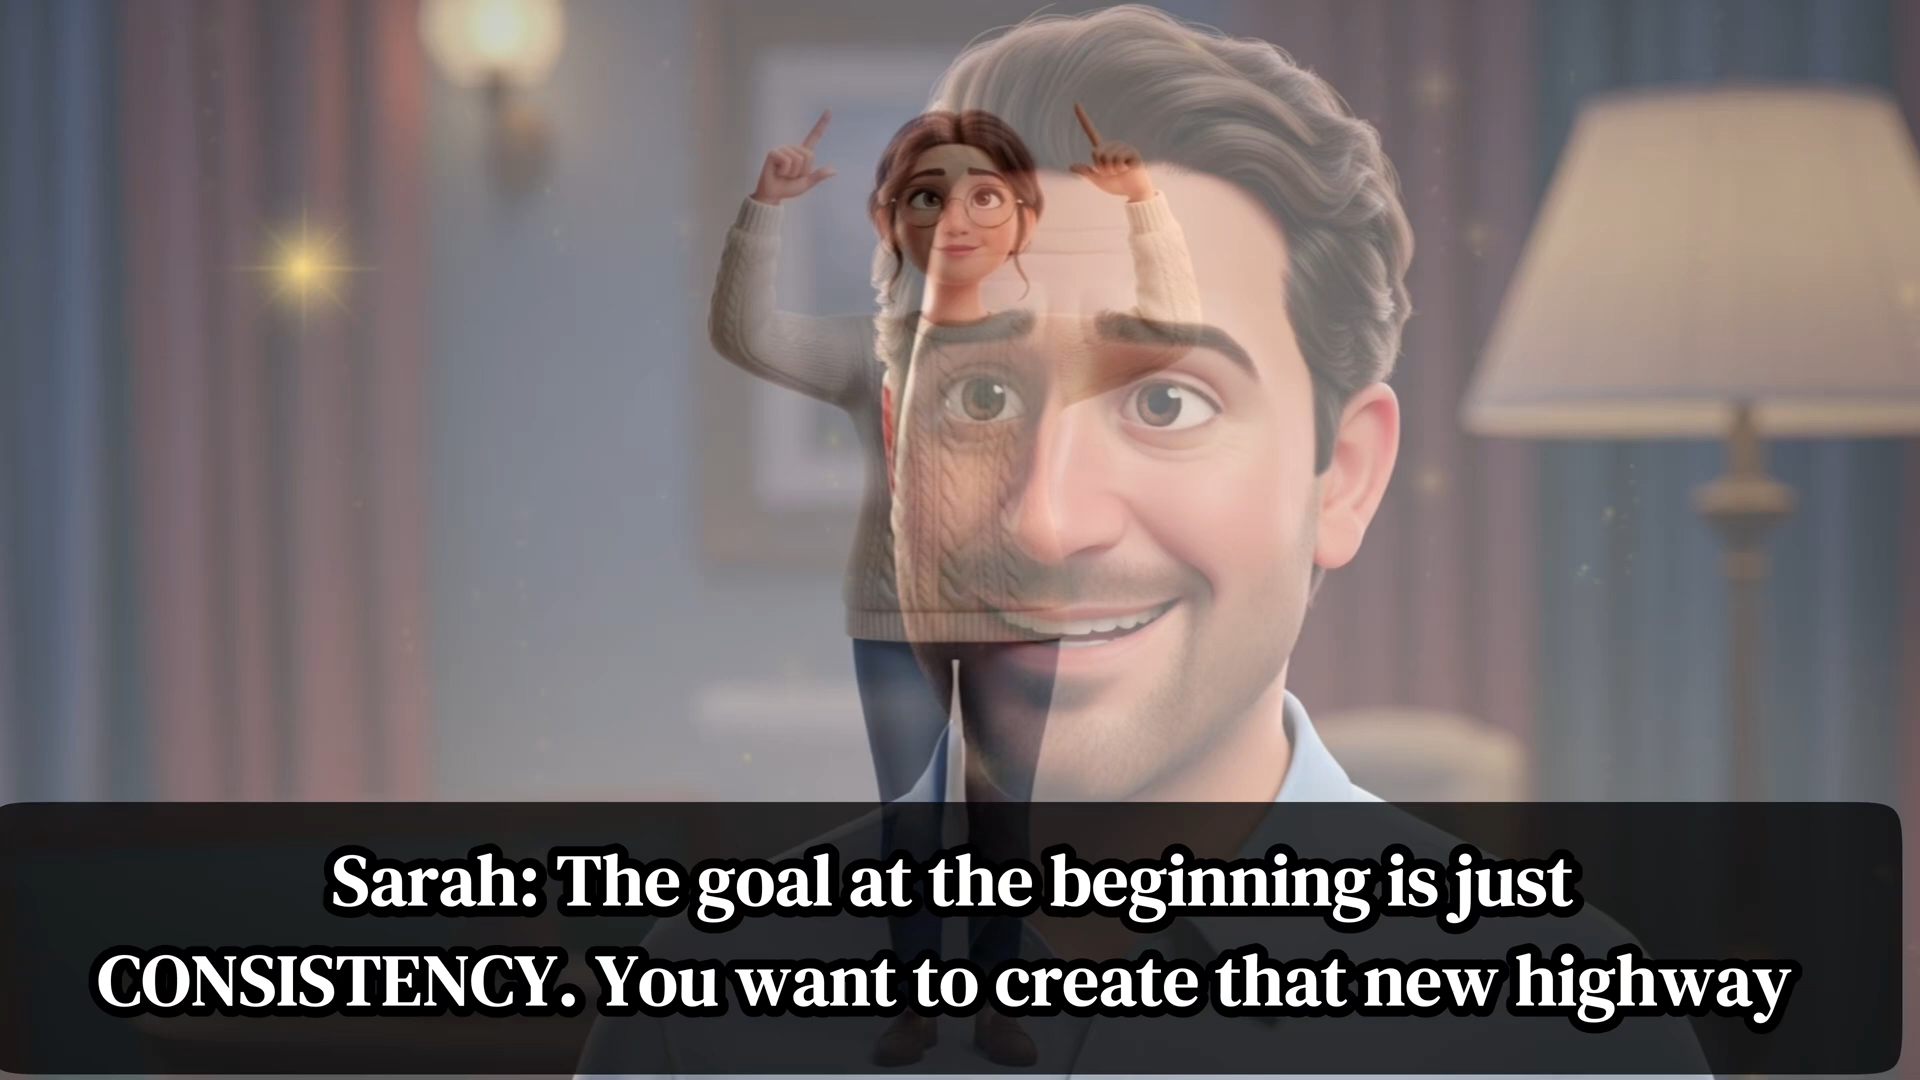 Sarah: The goal at the beginning is just
CONSISTENCY. You want to create that new highway